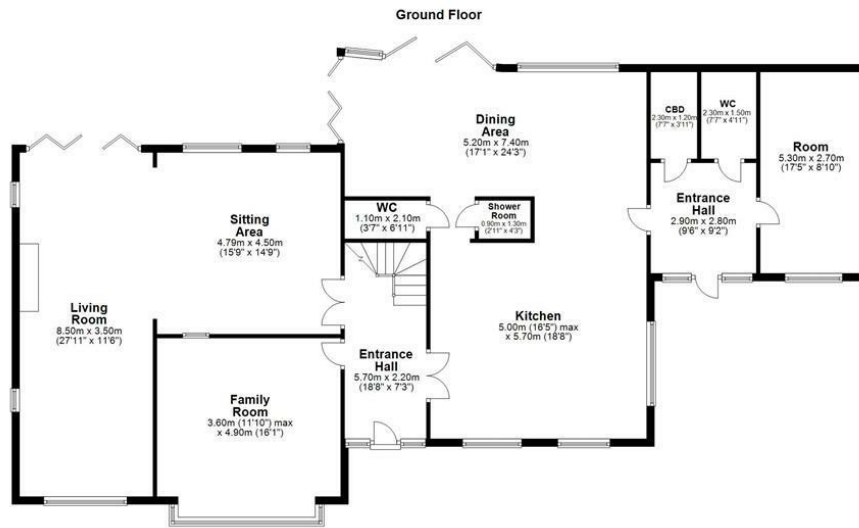 Ground Floor
Dining
Area
5.20m x 7.40m
(17'1" x 24'3")
CBD
2.30m x 1.20m
(7'7" x 3'11")
WC
2.30m x 1.50m
(7'7" x 4'11")
Room
5.30m x 2.70m
(17'5" x 8'10")
Sitting
Area
4.79m x 4.50m
(15'9" x 14'9")
WC
1.10m x 2.10m
(3'7" x 6'11")
Shower
Room
0.90m x 1.30m
(2'11" x 4'3")
Entrance
Hall
2.90m x 2.80m
(9'6" x 9'2")
Living
Room
8.50m x 3.50m
(27'11" x 11'6")
Kitchen
5.00m (16'5") max
x 5.70m (18'8")
Entrance
Hall
5.70m x 2.20m
(18'8" x 7'3")
Family
Room
3.60m (11'10") max
x 4.90m (16'1")